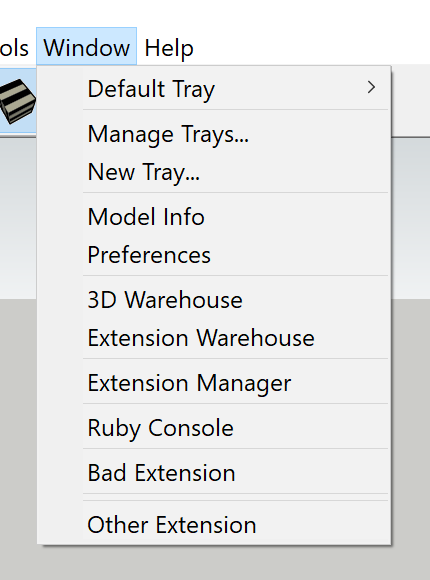 ols Window Help
Default Tray
Manage Trays...
New Tray...
Model Info
Preferences
3D Warehouse
Extension Warehouse
Extension Manager
Ruby Console
Bad Extension
Other Extension